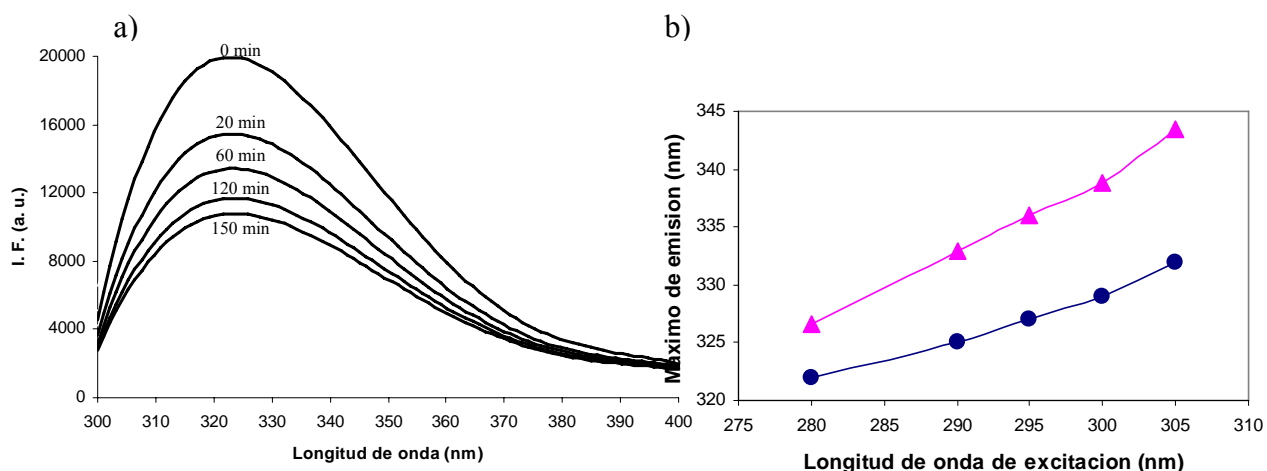 a)
0 min
20 min
60 min
120 min
150 min
20000
16000
12000
8000
4000
0
300 310 320 330 340 350 360 370 380 390 400
Longitud de onda (nm)
I. F. (a. u.)
b)
345
340
335
330
325
320
275 280 285 290 295 300 305 310
Longitud de onda de excitacion (nm)
Maximo de emision (nm)